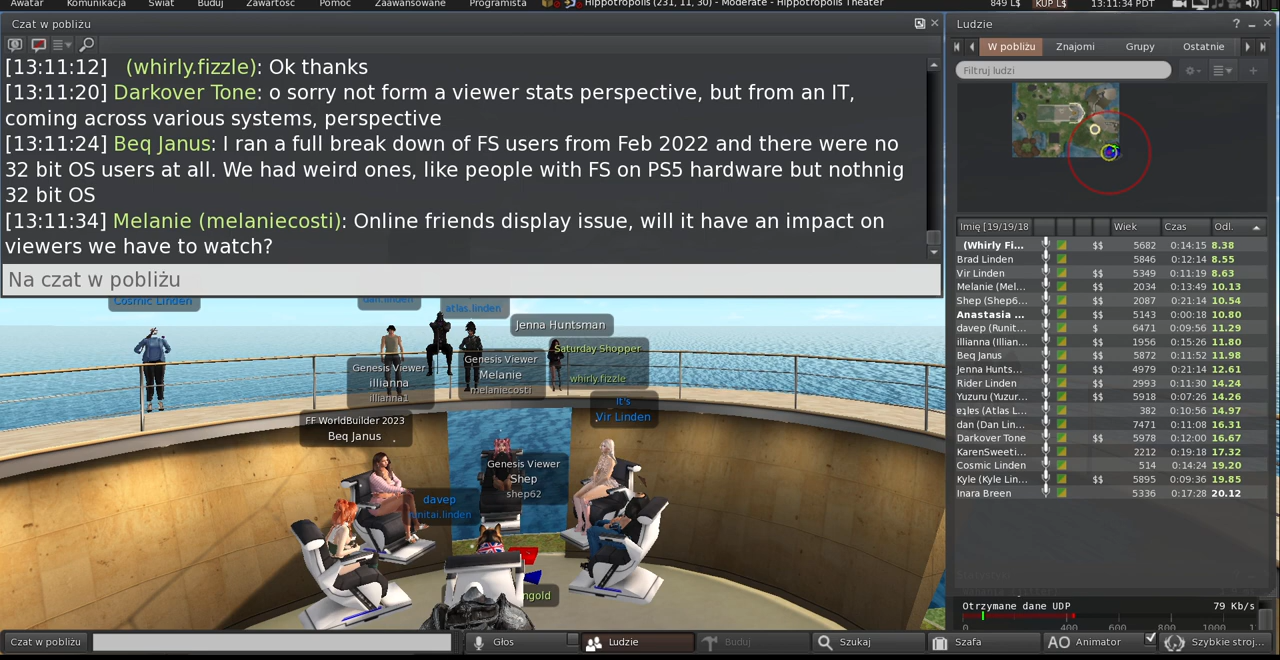 Awatar Komunikacja Świat Buduj Zawartość Pomoc Zaawansowane Programista Hippotropolis (231, 11, 30) - Moderate - Hippotropolis Theater 849 L$ KUP L$ 13:11:34 PDT
Czat w pobliżu
[13:11:12] (whirly.fizzle): Ok thanks
[13:11:20] Darkover Tone: o sorry not form a viewer stats perspective, but from an IT,
coming across various systems, perspective
[13:11:24] Beq Janus: I ran a full break down of FS users from Feb 2022 and there were no
32 bit OS users at all. We had weird ones, like people with FS on PS5 hardware but nothnig
32 bit OS
[13:11:34] Melanie (melaniecosti): Online friends display issue, will it have an impact on
viewers we have to watch?
Na czat w pobliżu
Cosmic Linden
dan.linden
atlas.linden
Jenna Huntsman
Saturday Shopper
whirly.fizzle
Genesis Viewer
Melanie
melaniecosti
Genesis Viewer
illianna
illianna1
It's
Vir Linden
FF WorldBuilder 2023
Beq Janus
Genesis Viewer
Shep
shep62
davep
ngold
Ludzie
W pobliżu Znajomi Grupy Ostatnie
Filtruj ludzi
Imię [19/19/18 Wiek Czas Odl.
(Whirly Fi... $$ 5682 0:14:15 8.38
Brad Linden 5846 0:12:14 8.55
Vir Linden $$ 5349 0:11:19 8.63
Melanie (Mel... $$ 2034 0:13:49 10.13
Shep (Shep6... $$ 2087 0:21:14 10.54
Anastasia ... $$ 5143 0:00:18 10.80
davep (Runit... $ 6471 0:09:56 11.29
illianna (Illian... $$ 1956 0:15:26 11.80
Beq Janus $$ 5872 0:11:52 11.98
Jenna Hunts... $$ 4979 0:21:14 12.61
Rider Linden $$ 2993 0:11:30 14.24
Yuzuru (Yuzur... $$ 5918 0:07:26 14.26
(Atlas L... 382 0:10:56 14.97
dan (Dan Lin... 7471 0:11:08 16.31
Darkover Tone $$ 5978 0:12:00 16.67
KarenSweeti... 2212 0:19:18 17.32
Cosmic Linden 514 0:14:24 19.20
Kyle (Kyle Lin... $$ 5895 0:09:36 19.85
Inara Breen 5336 0:17:28 20.12
Otrzymane dane UDP 79 Kb/s
0 400 600 800 1000
Czat w pobliżu Głos Ludzie Buduj Szukaj Szafa AO Animator Szybkie stroj...